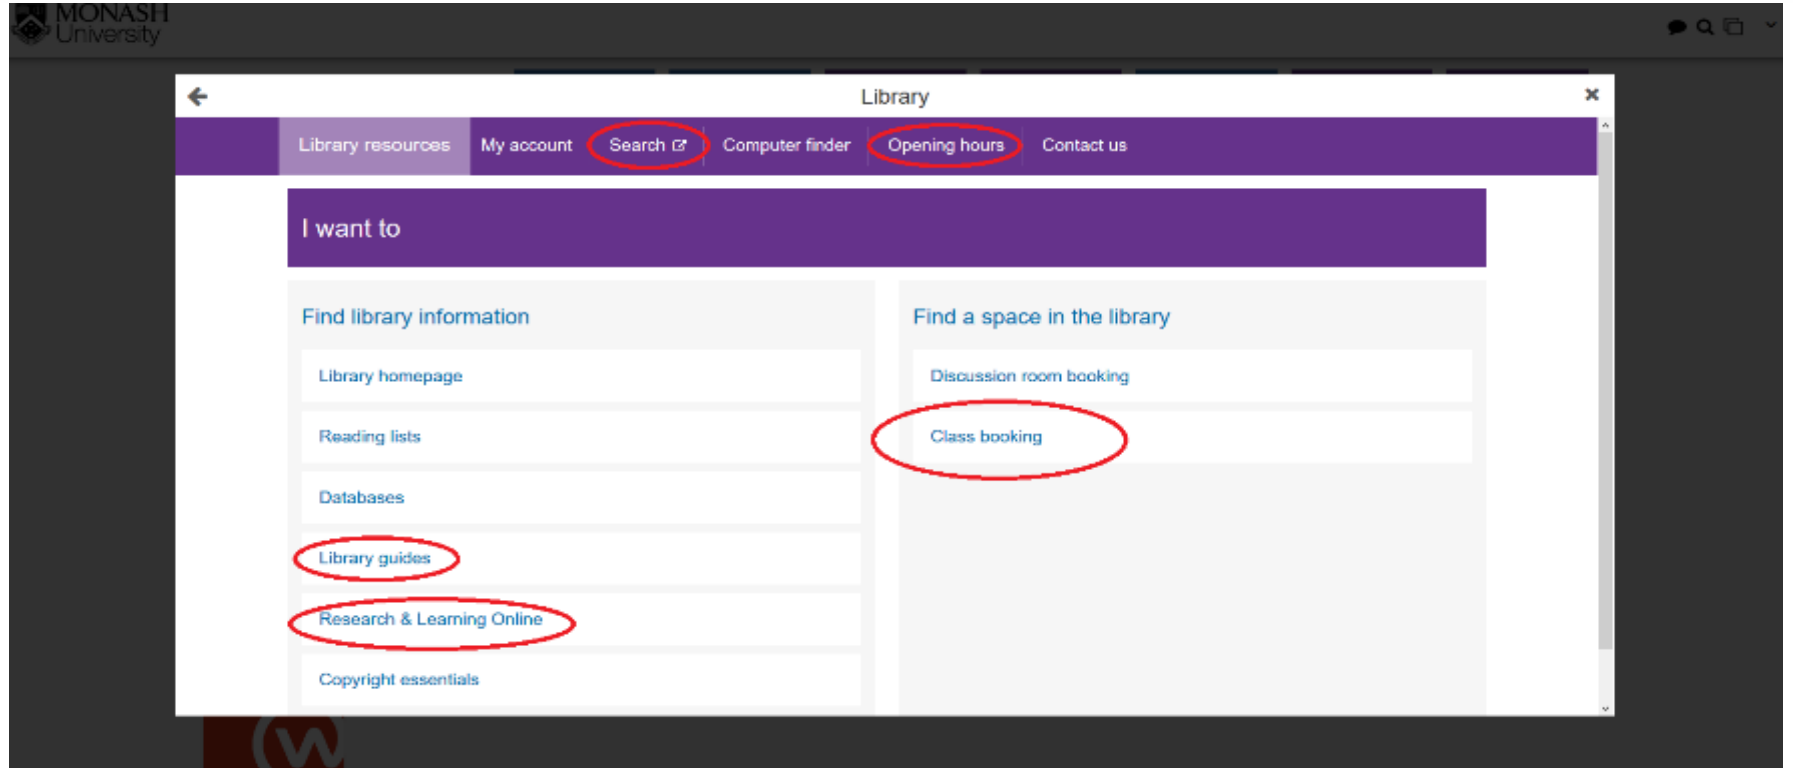 MONASH
University
Library
Library resources My account Search Computer finder Opening hours Contact us
I want to
Find library information
Library homepage
Reading lists
Databases
Library guides
Research & Learning Online
Copyright essentials
Find a space in the library
Discussion room booking
Class booking